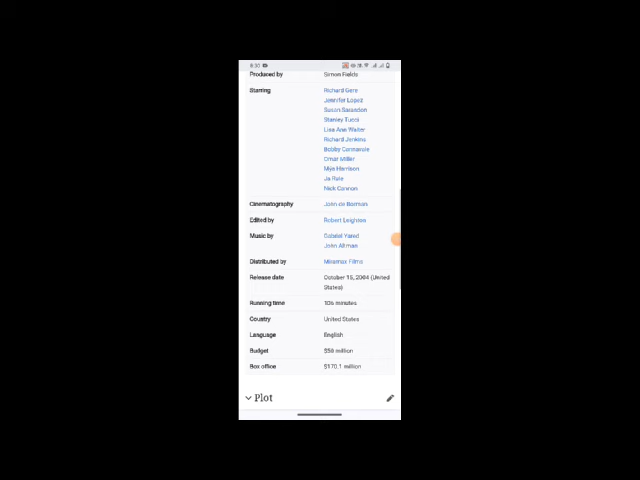 8:30
Produced by Simon Fields
Starring Richard Gere
Jennifer Lopez
Susan Sarandon
Stanley Tucci
Lisa Ann Walter
Richard Jenkins
Bobby Cannavale
Omar Miller
Mýa Harrison
Ja Rule
Nick Cannon
Cinematography John de Borman
Edited by Robert Leighton
Music by Gabriel Yared
John Altman
Distributed by Miramax Films
Release date October 15, 2004 (United
States)
Running time 106 minutes
Country United States
Language English
Budget $50 million
Box office $170.1 million
Plot